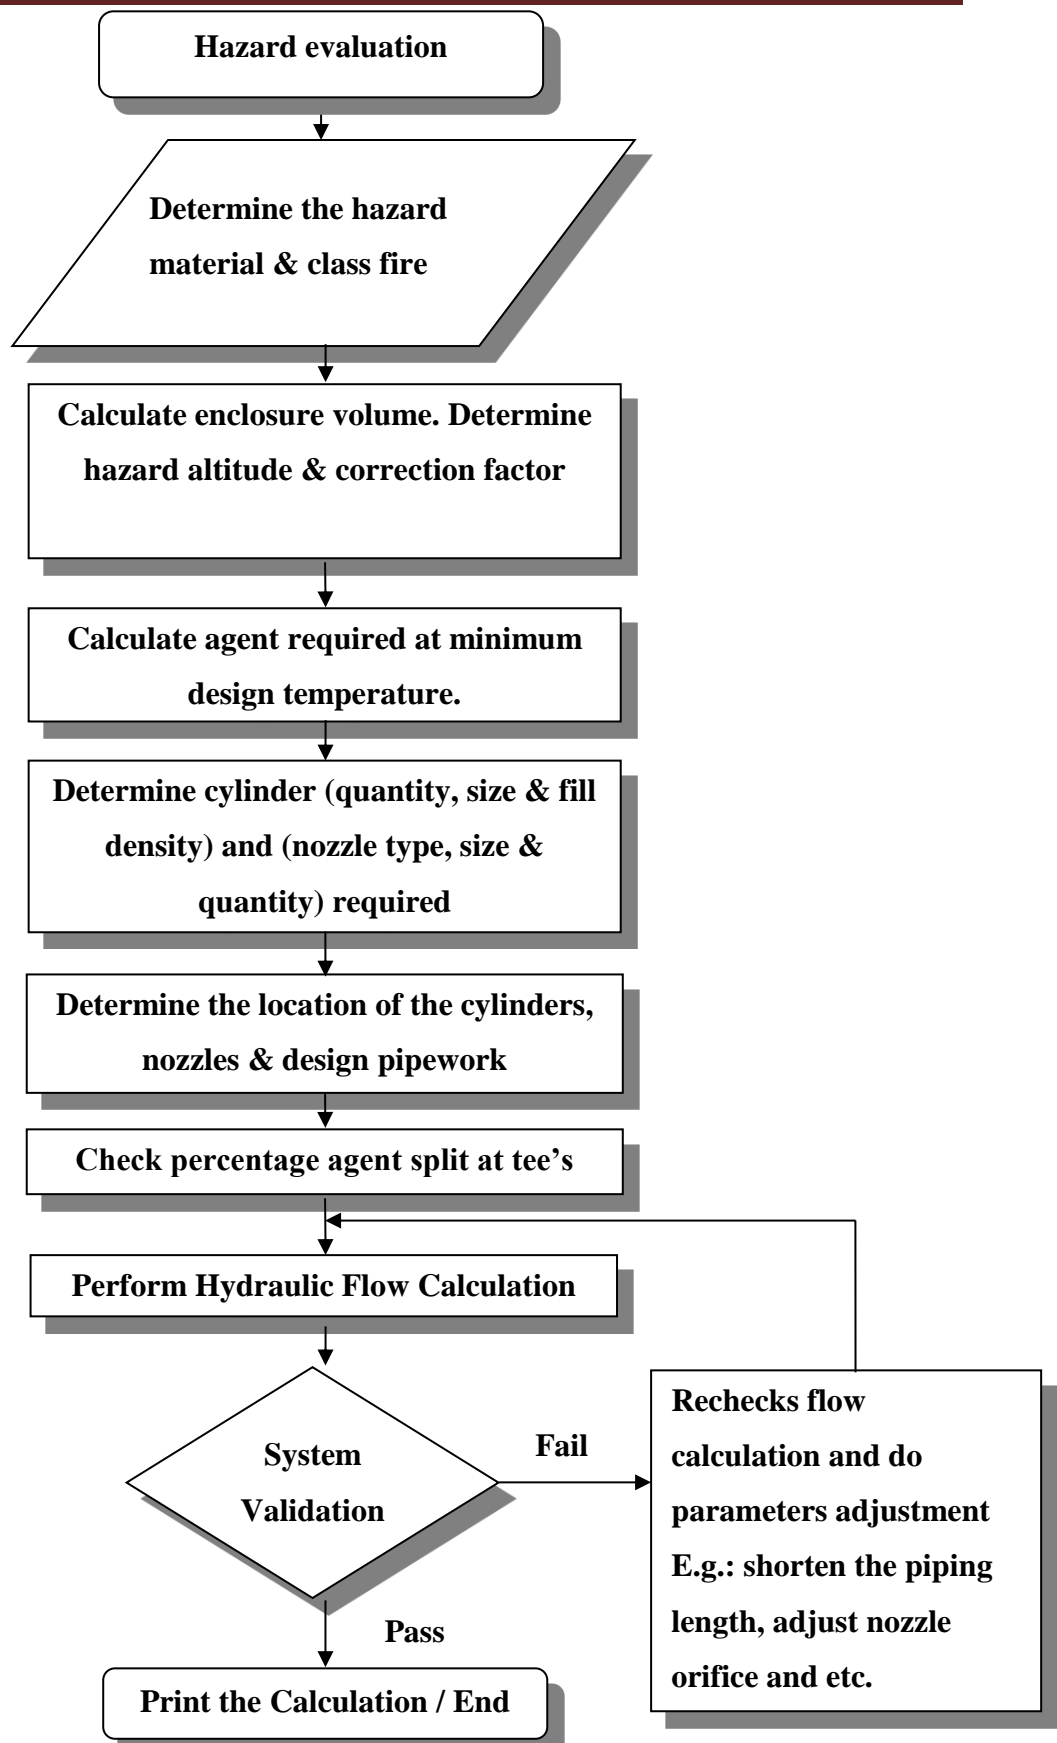 Hazard evaluation
Determine the hazard
material & class fire
Calculate enclosure volume. Determine
hazard altitude & correction factor
Calculate agent required at minimum
design temperature.
Determine cylinder (quantity, size & fill
density) and (nozzle type, size &
quantity) required
Determine the location of the cylinders,
nozzles & design pipework
Check percentage agent split at tee’s
Perform Hydraulic Flow Calculation
System
Validation
Fail
Rechecks flow
calculation and do
parameters adjustment
E.g.: shorten the piping
length, adjust nozzle
orifice and etc.
Pass
Print the Calculation / End